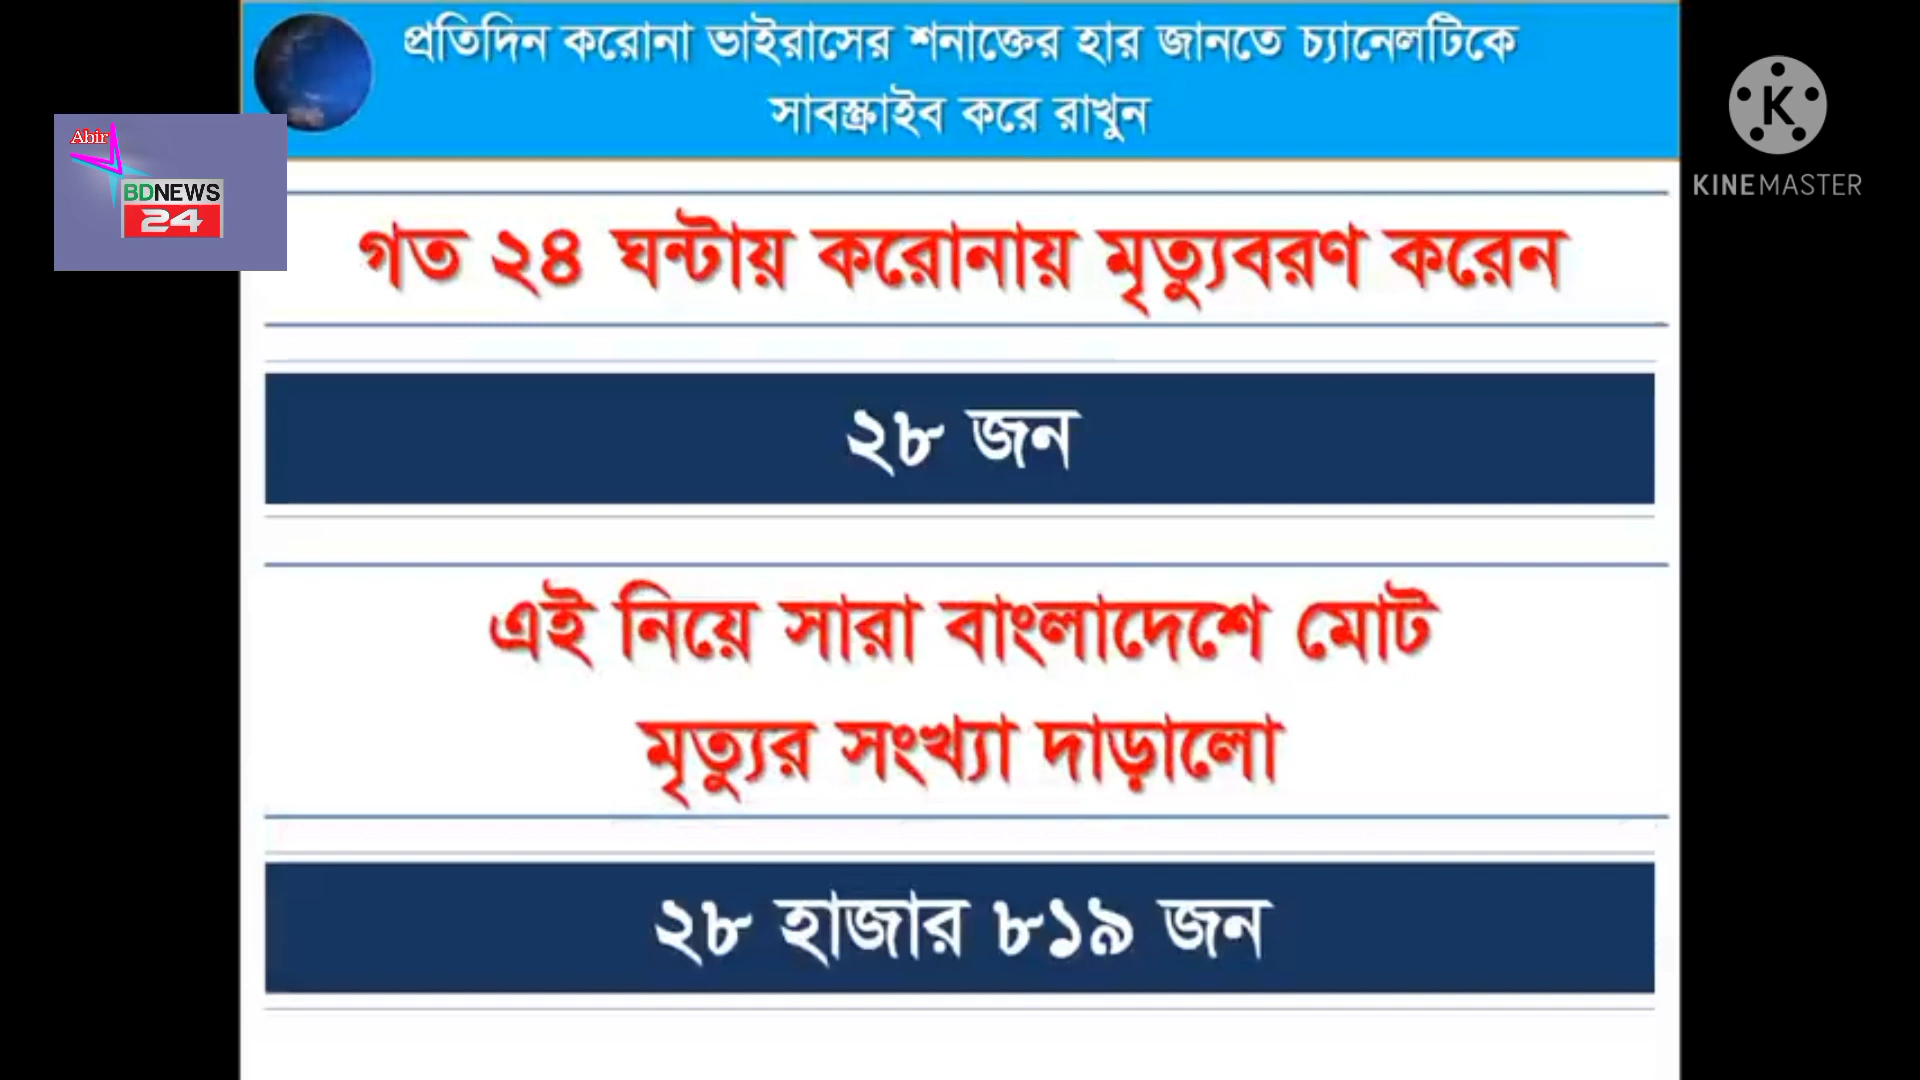 প্রতিদিন করোনা ভাইরাসের শনাক্তের হার জানতে চ্যানেলটিকে
সাবস্ক্রাইব করে রাখুন
Abir
BDNEWS
24
KINEMASTER
গত ২৪ ঘন্টায় করোনায় মৃত্যুবরণ করেন
২৮ জন
এই নিয়ে সারা বাংলাদেশে মোট
মৃত্যুর সংখ্যা দাড়ালো
২৮ হাজার ৮১৯ জন